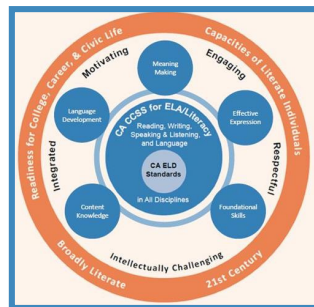 Readiness for College, Career, & Civic Life
Capacities of Literate Individuals
Motivating
Engaging
Meaning
Making
Language
Development
Effective
Expression
CA CCSS for ELA/Literacy
Reading, Writing,
Speaking & Listening,
and Language
CA ELD
Standards
in All Disciplines
Integrated
Respectful
Content
Knowledge
Foundational
Skills
Intellectually Challenging
Broadly Literate
21st Century